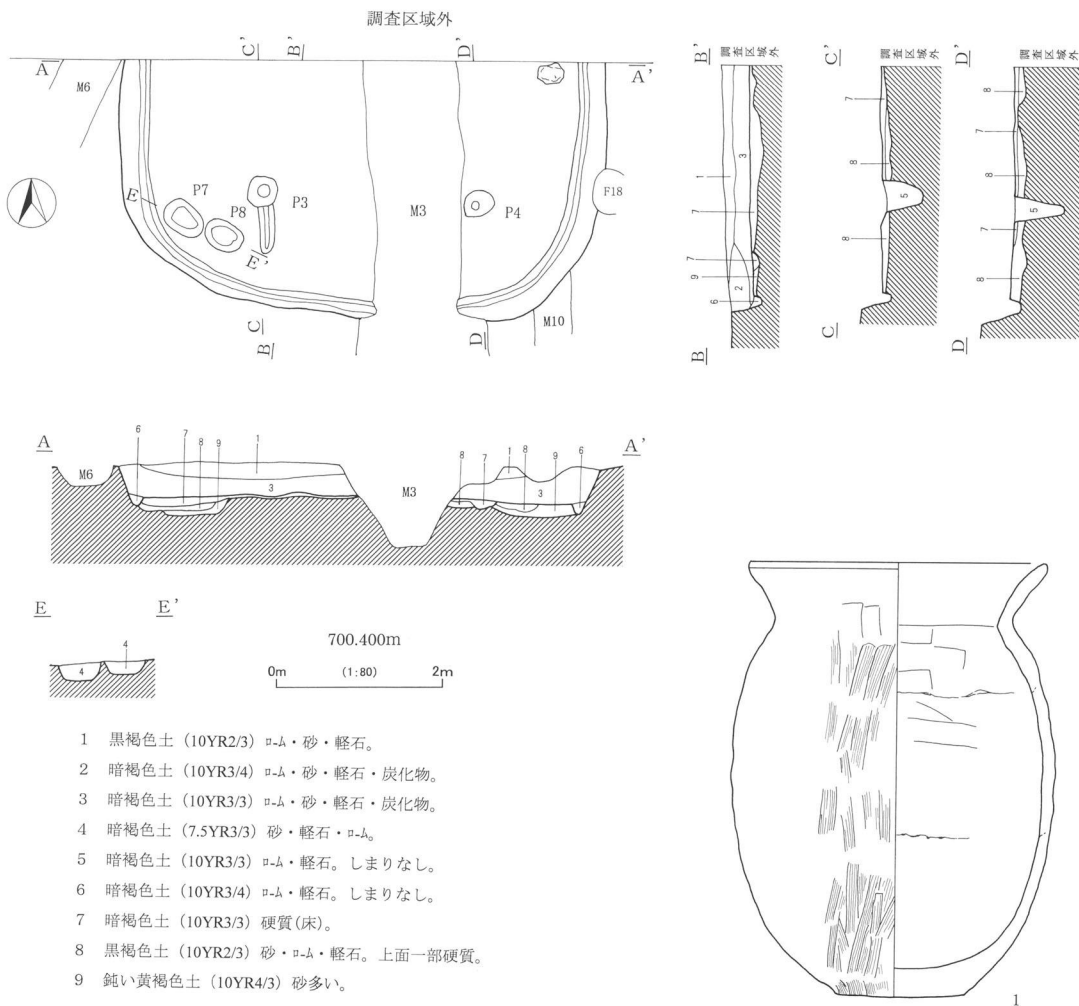 調査区域外
C' B' D'
A A'
M6
E P7 P8 P3 M3 P4 F18
E'
C B D M10
B' 調査区域外
1 3 7 7 9 2 6
B
C' 調査区域外
7 8 5 8
C
D' 調査区域外
8 7 8 5 7 8
D
A A'
6 7 8 9 1 8 7 1 8 9 6
M6 3 M3 3
E E'
4 4
700.400m
0m (1:80) 2m
1 黒褐色土(10YR2/3)ローム・砂・軽石。
2 暗褐色土(10YR3/4)ローム・砂・軽石・炭化物。
3 暗褐色土(10YR3/3)ローム・砂・軽石・炭化物。
4 暗褐色土(7.5YR3/3)砂・軽石・ローム。
5 暗褐色土(10YR3/3)ローム・軽石。しまりなし。
6 暗褐色土(10YR3/4)ローム・軽石。しまりなし。
7 暗褐色土(10YR3/3)硬質(床)。
8 黒褐色土(10YR2/3)砂・ローム・軽石。上面一部硬質。
9 鈍い黄褐色土(10YR4/3)砂多い。
1